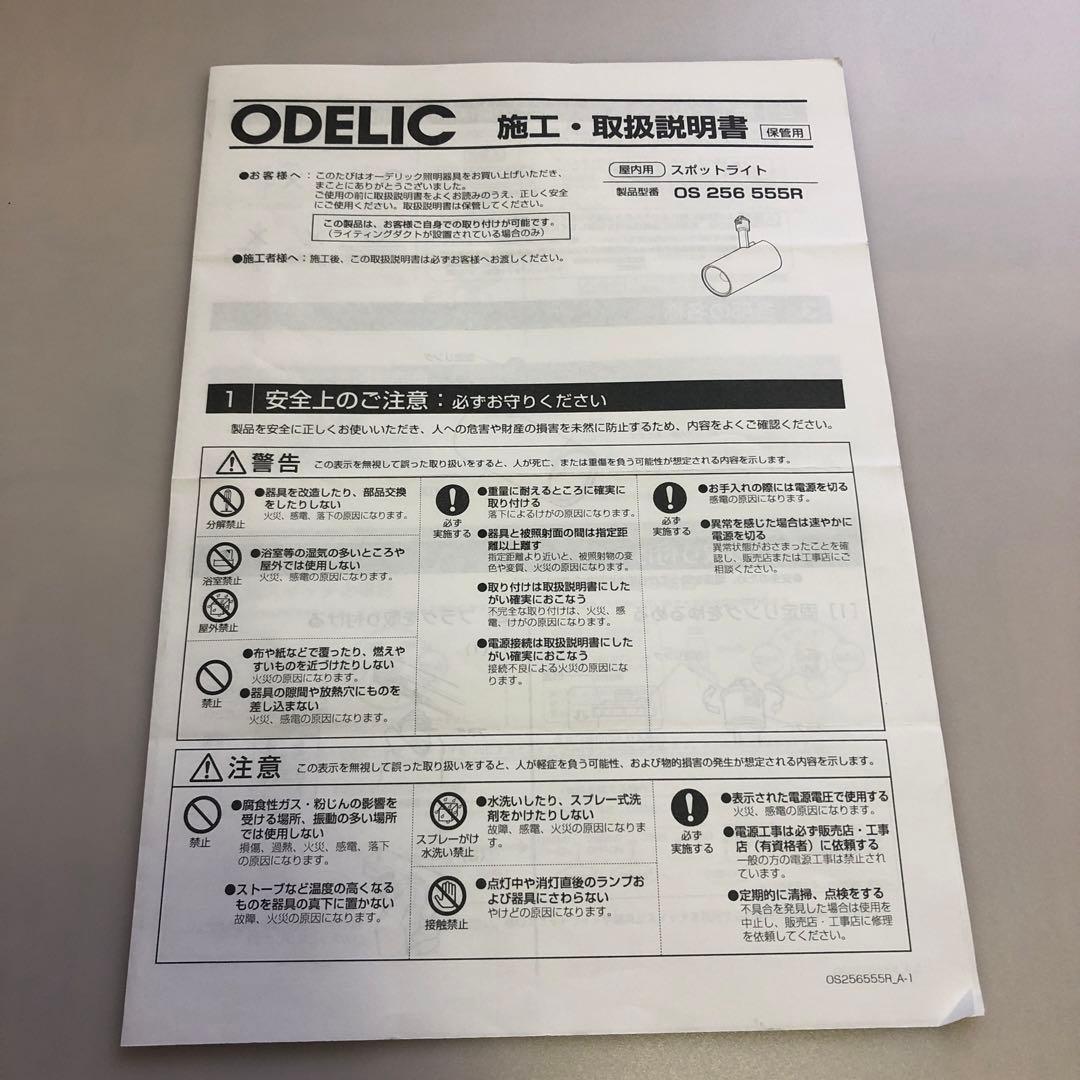 ODELIC 施工・取扱説明書 保管用
●お客様へ：このたびはオーデリック照明器具をお買い上げいただき、
まことにありがとうございました。
ご使用の前に取扱説明書をよくお読みのうえ、正しく安全
にご使用ください。取扱説明書は保管してください。
この製品は、お客様ご自身での取り付けが可能です。
（ライティングダクトが設置されている場合のみ）
●施工者様へ：施工後、この取扱説明書は必ずお客様へお渡しください。
屋内用 スポットライト
製品型番 OS 256 555R
1 安全上のご注意：必ずお守りください
製品を安全に正しくお使いいただき、人への危害や財産の損害を未然に防止するため、内容をよくご確認ください。
警告 この表示を無視して誤った取り扱いをすると、人が死亡、または重傷を負う可能性が想定される内容を示します。
分解禁止
●器具を改造したり、部品交換
をしたりしない
火災、感電、落下の原因になります。
浴室禁止
屋外禁止
●浴室等の湿気の多いところや
屋外では使用しない
火災、感電の原因になります。
禁止
●布や紙などで覆ったり、燃えや
すいものを近づけたりしない
火災の原因になります。
●器具の隙間や放熱穴にものを
差し込まない
火災、感電の原因になります。
必ず
実施する
●重量に耐えるところに確実に
取り付ける
落下によるけがの原因になります。
●器具と被照射面の間は指定距
離以上離す
指定距離より近いと、被照射物の変
色や変質、火災の原因になります。
●取り付けは取扱説明書にした
がい確実におこなう
不完全な取り付けは、火災、感
電、けがの原因になります。
●電源接続は取扱説明書にした
がい確実におこなう
接続不良による火災の原因にな
ります。
必ず
実施する
●お手入れの際には電源を切る
感電の原因になります。
●異常を感じた場合は速やかに
電源を切る
異常状態がおさまったことを確
認し、販売店または工事店にご
相談ください。
注意 この表示を無視して誤った取り扱いをすると、人が軽症を負う可能性、および物的損害の発生が想定される内容を示します。
禁止
●腐食性ガス・粉じんの影響を
受ける場所、振動の多い場所
では使用しない
損傷、過熱、火災、感電、落下
の原因になります。
●ストーブなど温度の高くなる
ものを器具の真下に置かない
故障、火災の原因になります。
スプレーがけ
水洗い禁止
●水洗いしたり、スプレー式洗
剤をかけたりしない
故障、感電、火災の原因になりま
す。
接触禁止
●点灯中や消灯直後のランプお
よび器具にさわらない
やけどの原因になります。
必ず
実施する
●表示された電源電圧で使用する
火災、感電の原因になります。
●電源工事は必ず販売店・工事
店（有資格者）に依頼する
一般の方の電源工事は禁止され
ています。
●定期的に清掃、点検をする
不具合を発見した場合は使用を
中止し、販売店・工事店に修理
を依頼してください。
OS256555R_A-1